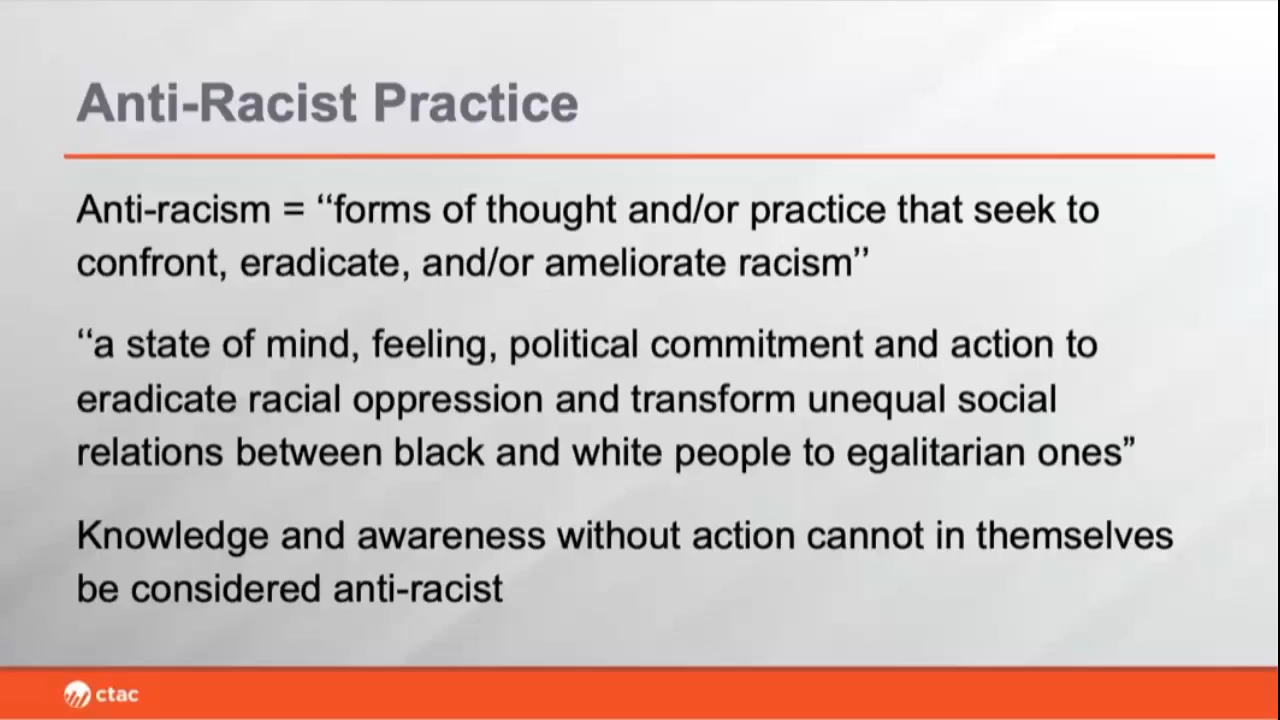 Anti-Racist Practice
Anti-racism = ‘‘forms of thought and/or practice that seek to
confront, eradicate, and/or ameliorate racism’’
‘‘a state of mind, feeling, political commitment and action to
eradicate racial oppression and transform unequal social
relations between black and white people to egalitarian ones”
Knowledge and awareness without action cannot in themselves
be considered anti-racist
ctac